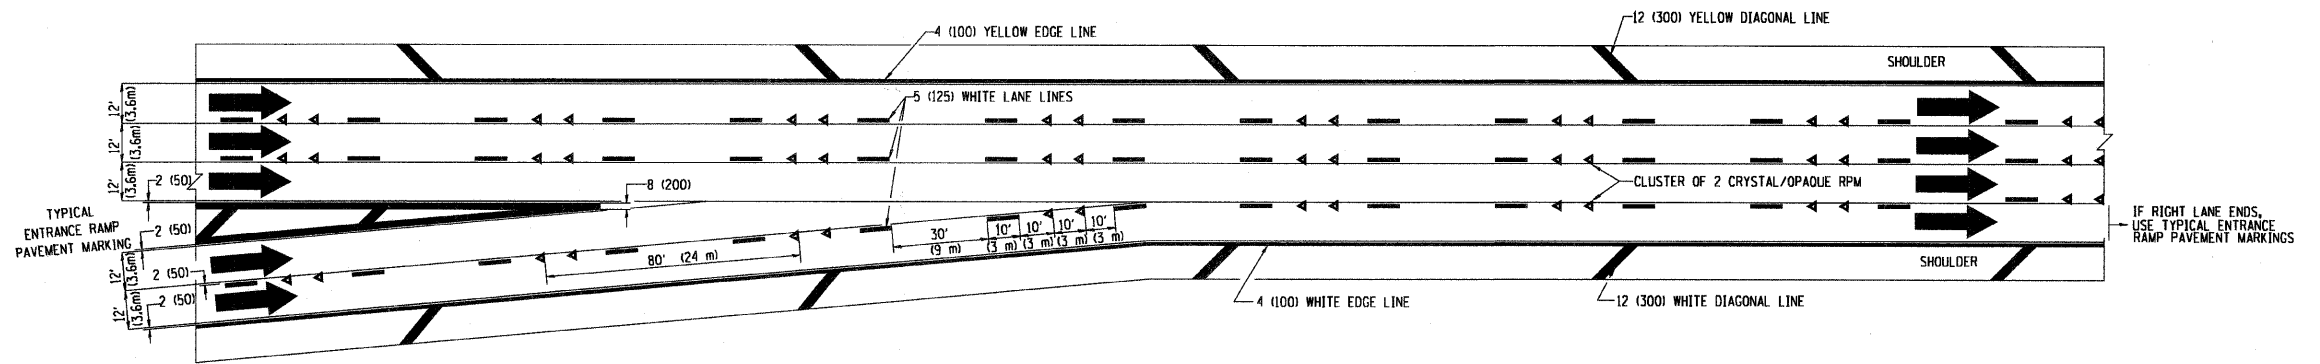 12 (300) YELLOW DIAGONAL LINE
4 (100) YELLOW EDGE LINE
SHOULDER
12'
(3.6m)
5 (125) WHITE LANE LINES
12'
(3.6m)
12'
(3.6m)
2 (50)
8 (200)
CLUSTER OF 2 CRYSTAL/OPAQUE RPM
TYPICAL
ENTRANCE RAMP
PAVEMENT MARKING
2 (50)
IF RIGHT LANE ENDS,
USE TYPICAL ENTRANCE
RAMP PAVEMENT MARKINGS
30'
(9 m)
10'
(3 m)
10'
(3 m)
10'
(3 m)
10'
(3 m)
80' (24 m)
SHOULDER
12'
(3.6m)
2 (50)
12'
(3.6m)
2 (50)
4 (100) WHITE EDGE LINE
12 (300) WHITE DIAGONAL LINE